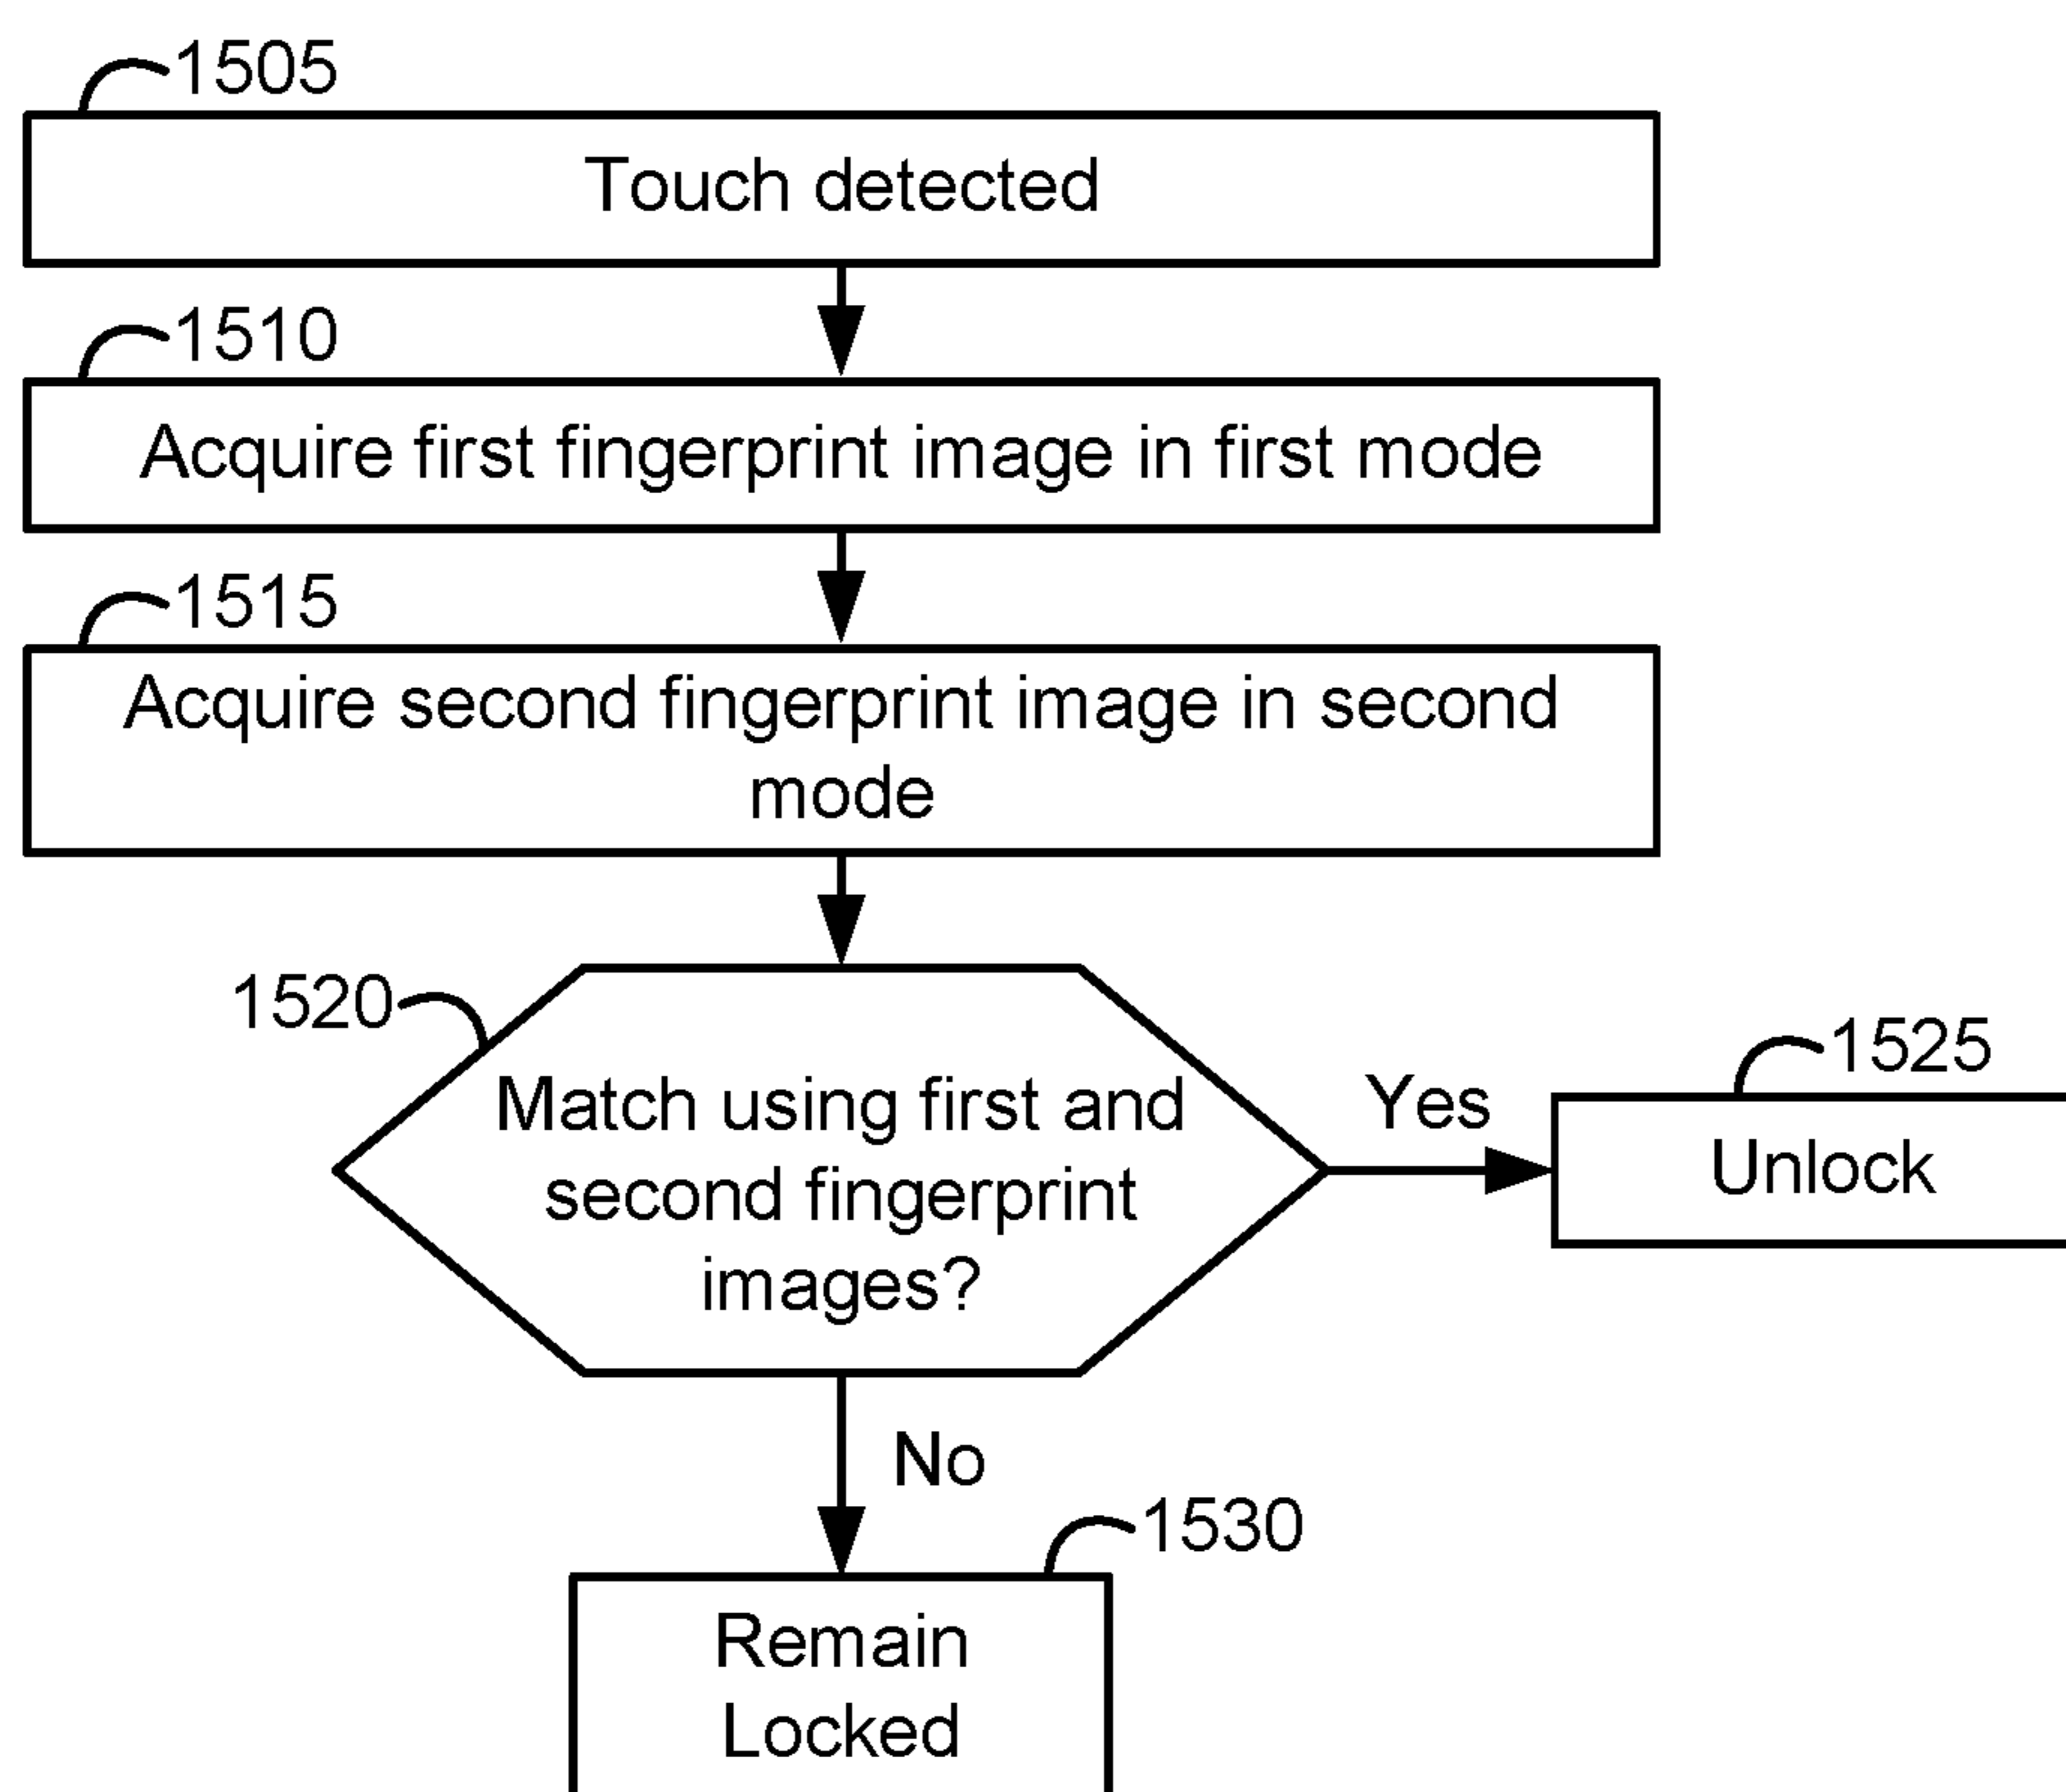 1505
Touch detected
1510
Acquire first fingerprint image in first mode
1515
Acquire second fingerprint image in second
mode
1520
Match using first and
second fingerprint
images?
Yes
1525
Unlock
No
1530
Remain
Locked